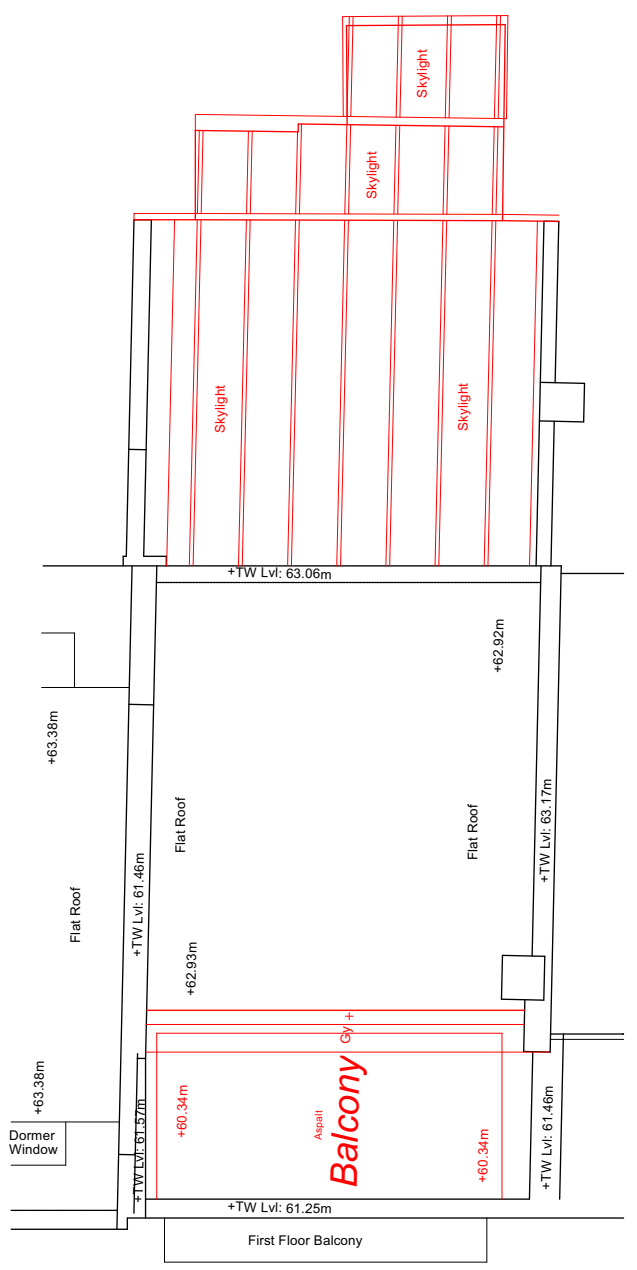 Skylight
Skylight
Skylight
Skylight
+TW Lvl: 63.06m
+62.92m
+63.38m
Flat Roof
Flat Roof
+TW Lvl: 63.17m
Flat Roof
+TW Lvl: 61.46m
+62.93m
Gy +
+63.38m
+60.34m
Aspalt
Balcony
+60.34m
Dormer
Window
+TW Lvl: 61.57m
+TW Lvl: 61.46m
+TW Lvl: 61.25m
First Floor Balcony